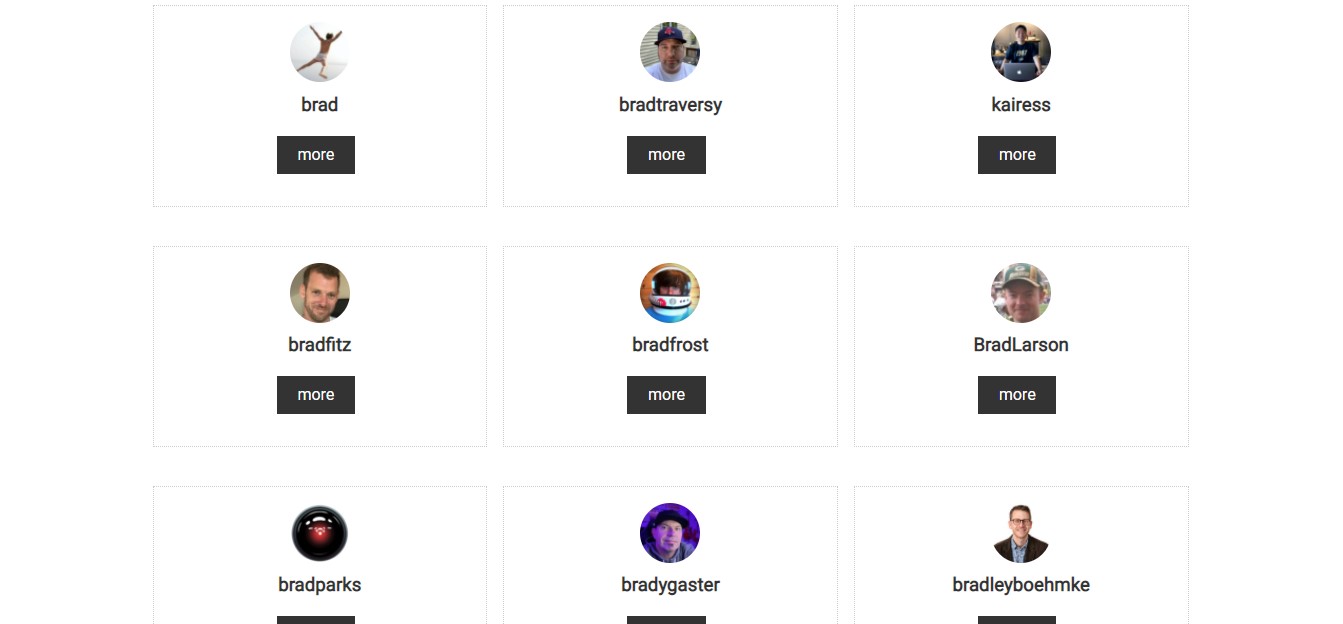 brad
bradtraversy
kairess
more
more
more
bradfitz
bradfrost
BradLarson
more
more
more
bradparks
bradygaster
bradleyboehmke